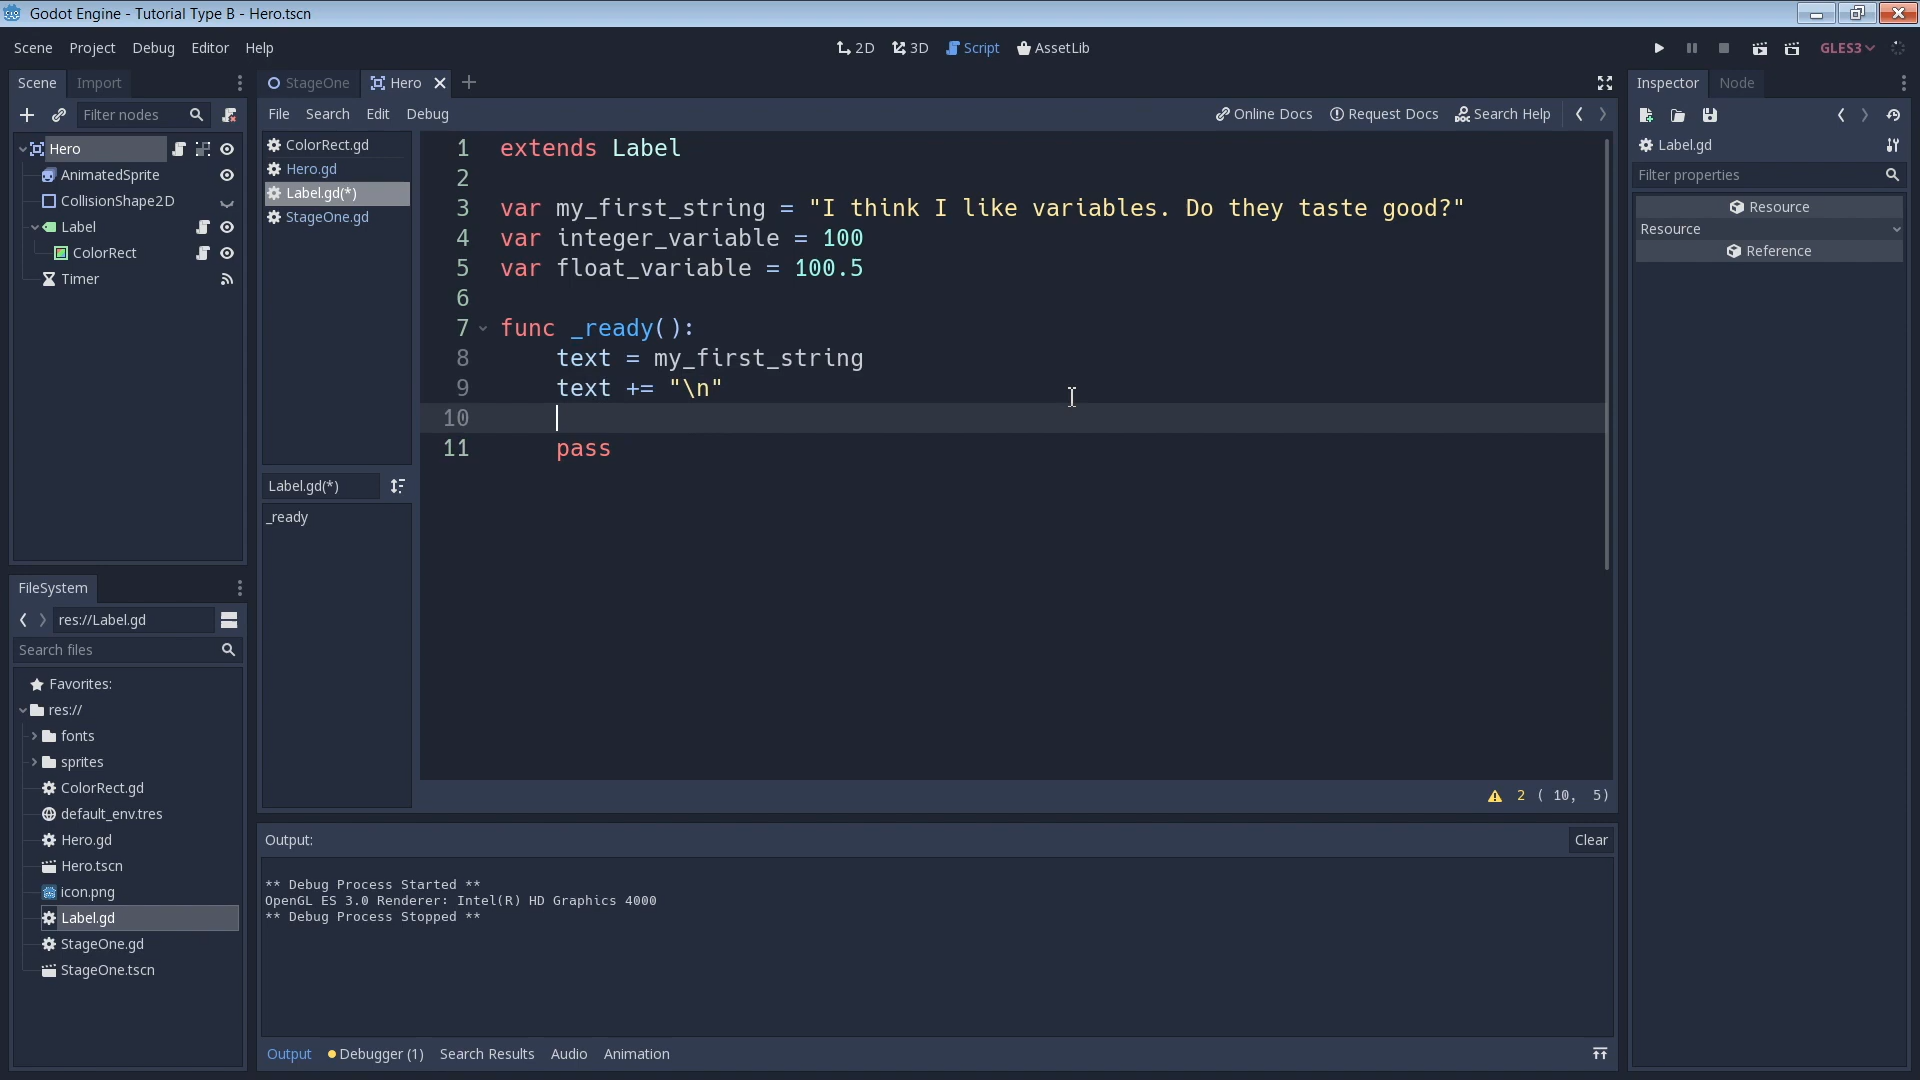 Godot Engine - Tutorial Type B - Hero.tscn
Scene Project Debug Editor Help
2D 3D Script AssetLib
GLES3
Scene Import
StageOne Hero
Inspector Node
Filter nodes
File Search Edit Debug
Online Docs Request Docs Search Help
Hero
AnimatedSprite
CollisionShape2D
Label
ColorRect
Timer
ColorRect.gd
Hero.gd
Label.gd(*)
StageOne.gd
Label.gd(*)
_ready
1 extends Label
2
3 var my_first_string = "I think I like variables. Do they taste good?"
4 var integer_variable = 100
5 var float_variable = 100.5
6
7 func _ready():
8 text = my_first_string
9 text += "\n"
10
11 pass
2 ( 10, 5)
Label.gd
Filter properties
Resource
Resource
Reference
FileSystem
res://Label.gd
Search files
Favorites:
res://
fonts
sprites
ColorRect.gd
default_env.tres
Hero.gd
Hero.tscn
icon.png
Label.gd
StageOne.gd
StageOne.tscn
Output:
Clear
** Debug Process Started **
OpenGL ES 3.0 Renderer: Intel(R) HD Graphics 4000
** Debug Process Stopped **
Output Debugger (1) Search Results Audio Animation